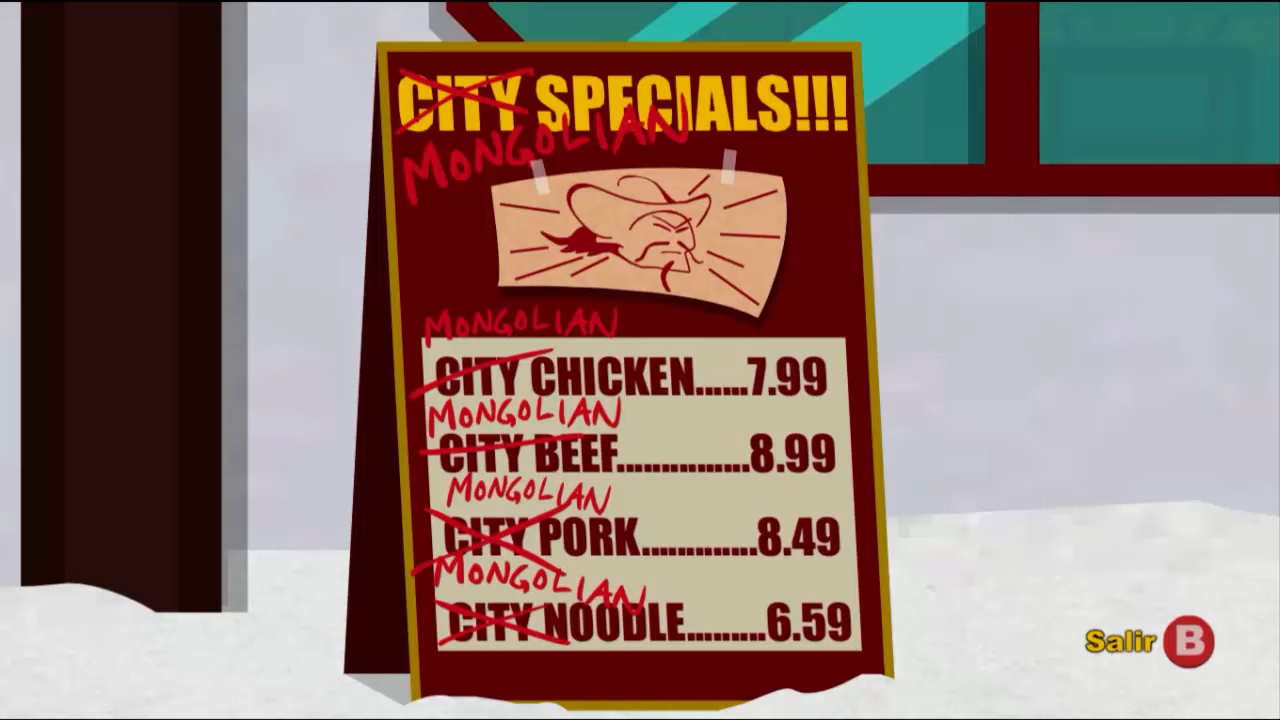 CITY SPECIALS!!!
MONGOLIAN
MONGOLIAN
CITY CHICKEN......7.99
MONGOLIAN
CITY BEEF...............8.99
MONGOLIAN
CITY PORK.............8.49
MONGOLIAN
CITY NOODLE.........6.59
Salir B